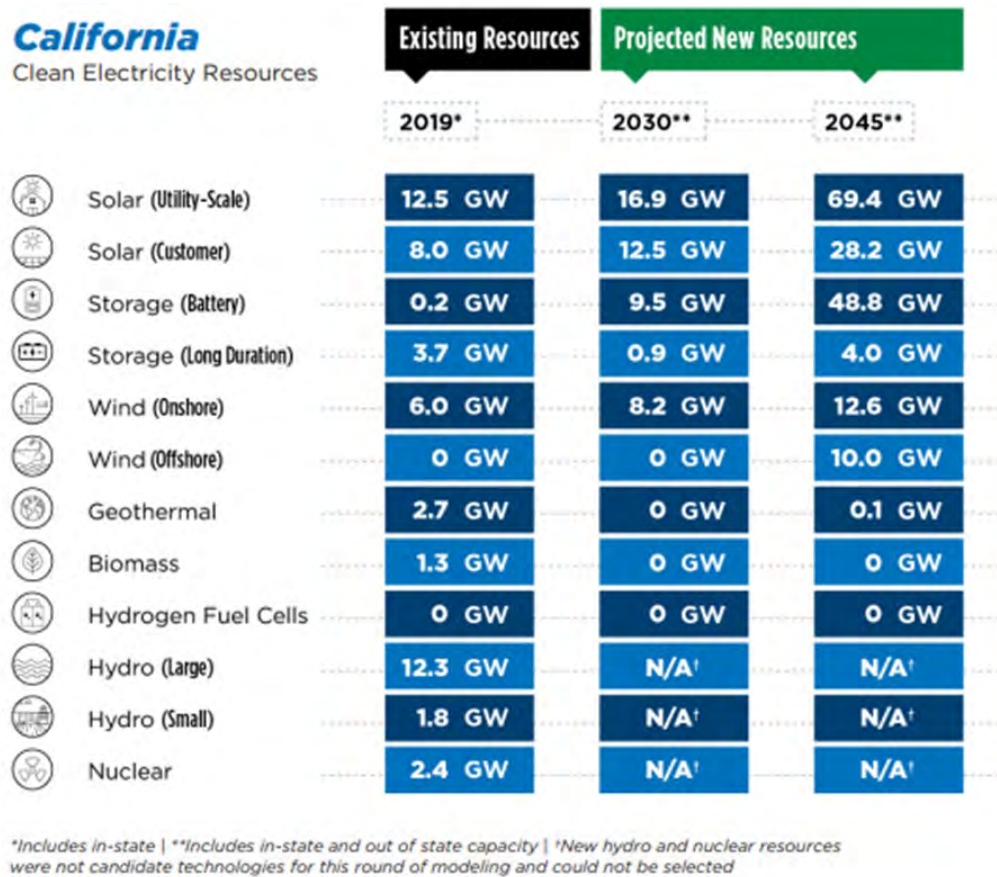 California
Clean Electricity Resources
Existing Resources Projected New Resources
2019* 2030** 2045**
Solar (Utility-Scale) 12.5 GW 16.9 GW 69.4 GW
Solar (Customer) 8.0 GW 12.5 GW 28.2 GW
Storage (Battery) 0.2 GW 9.5 GW 48.8 GW
Storage (Long Duration) 3.7 GW 0.9 GW 4.0 GW
Wind (Onshore) 6.0 GW 8.2 GW 12.6 GW
Wind (Offshore) 0 GW 0 GW 10.0 GW
Geothermal 2.7 GW 0 GW 0.1 GW
Biomass 1.3 GW 0 GW 0 GW
Hydrogen Fuel Cells 0 GW 0 GW 0 GW
Hydro (Large) 12.3 GW N/A† N/A†
Hydro (Small) 1.8 GW N/A† N/A†
Nuclear 2.4 GW N/A† N/A†
*Includes in-state | **Includes in-state and out of state capacity | †New hydro and nuclear resources
were not candidate technologies for this round of modeling and could not be selected